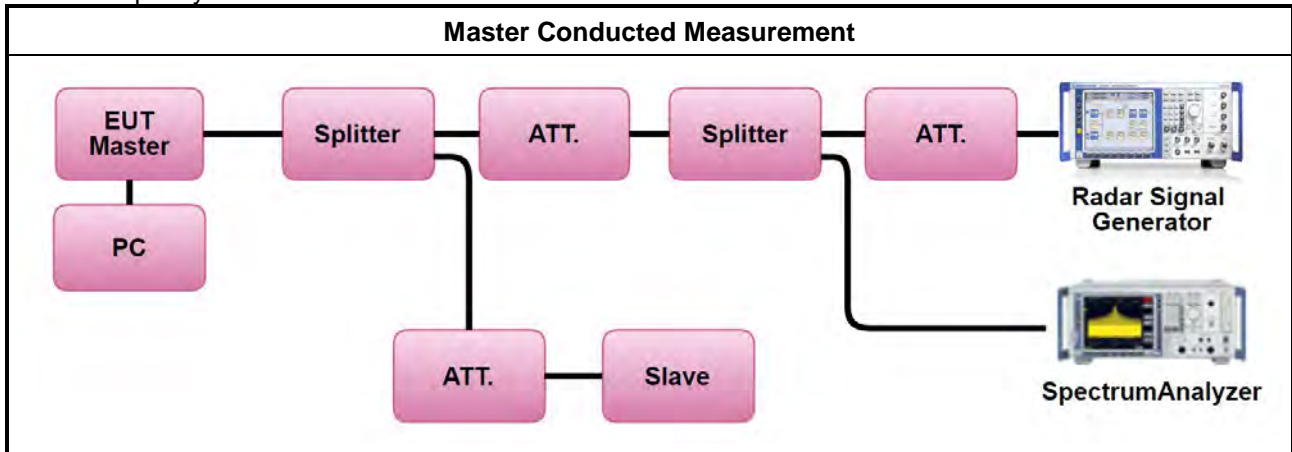 Master Conducted Measurement
EUT
Master
Splitter
ATT.
Splitter
ATT.
Radar Signal
Generator
PC
ATT.
Slave
SpectrumAnalyzer